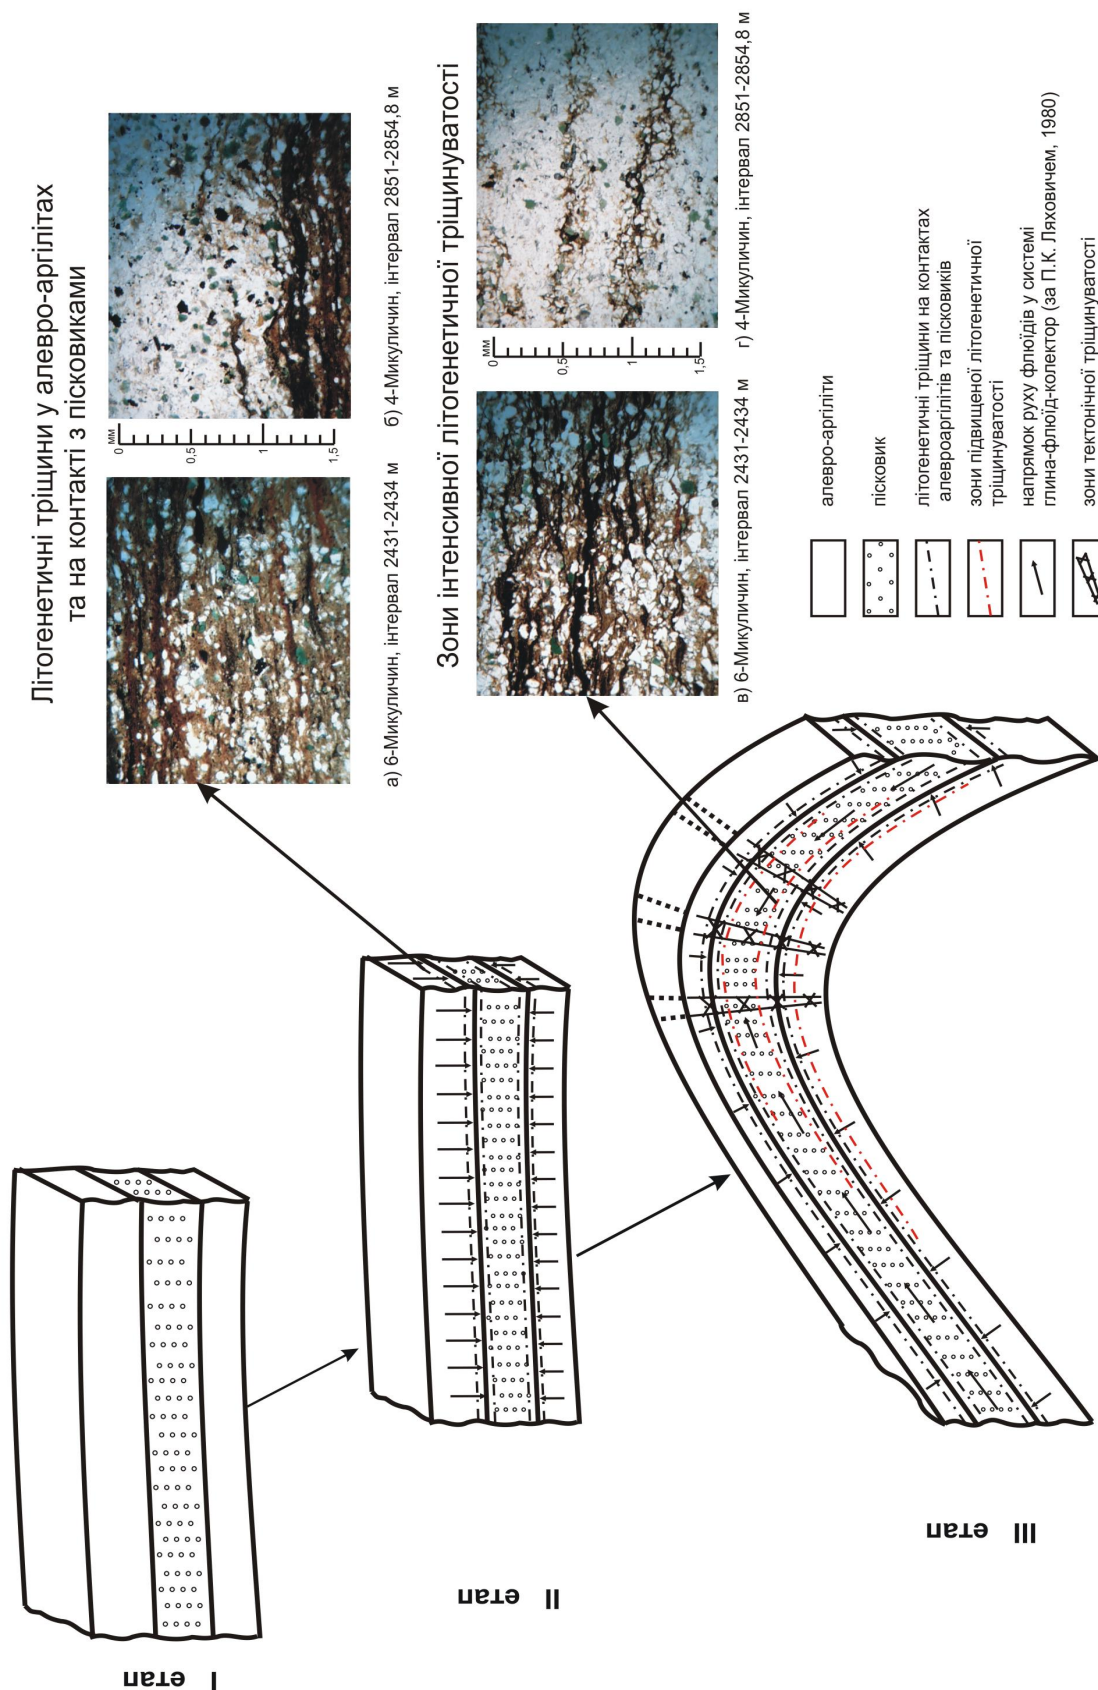 Літогенетичні тріщини у алевро-аргілітах
та на контакті з пісковиками
мм
0
0,5
1
1,5
а) 6-Микуличин, інтервал 2431-2434 м
б) 4-Микуличин, інтервал 2851-2854,8 м
Зони інтенсивної літогенетичної тріщинуватості
мм
0
0,5
1
1,5
в) 6-Микуличин, інтервал 2431-2434 м
г) 4-Микуличин, інтервал 2851-2854,8 м
I
етап
II
етап
III
етап
алевро-аргіліти
пісковик
літогенетичні тріщини на контактах
алевроаргілітів та пісковиків
зони підвищеної літогенетичної
тріщинуватості
напрямок руху флюїдів у системі
глина-флюїд-колектор (за П.К. Ляховичем, 1980)
зони тектонічної тріщинуватості